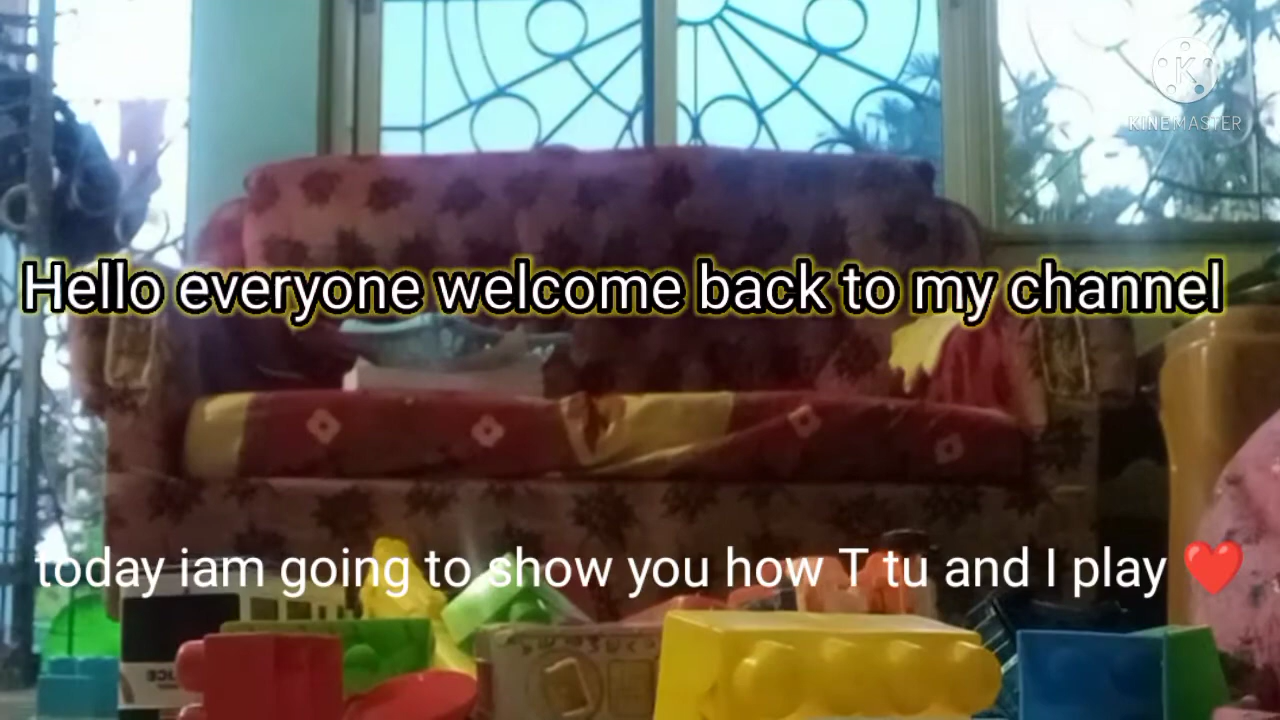 KINEMASTER
Hello everyone welcome back to my channel
today iam going to show you how T tu and I play ❤️